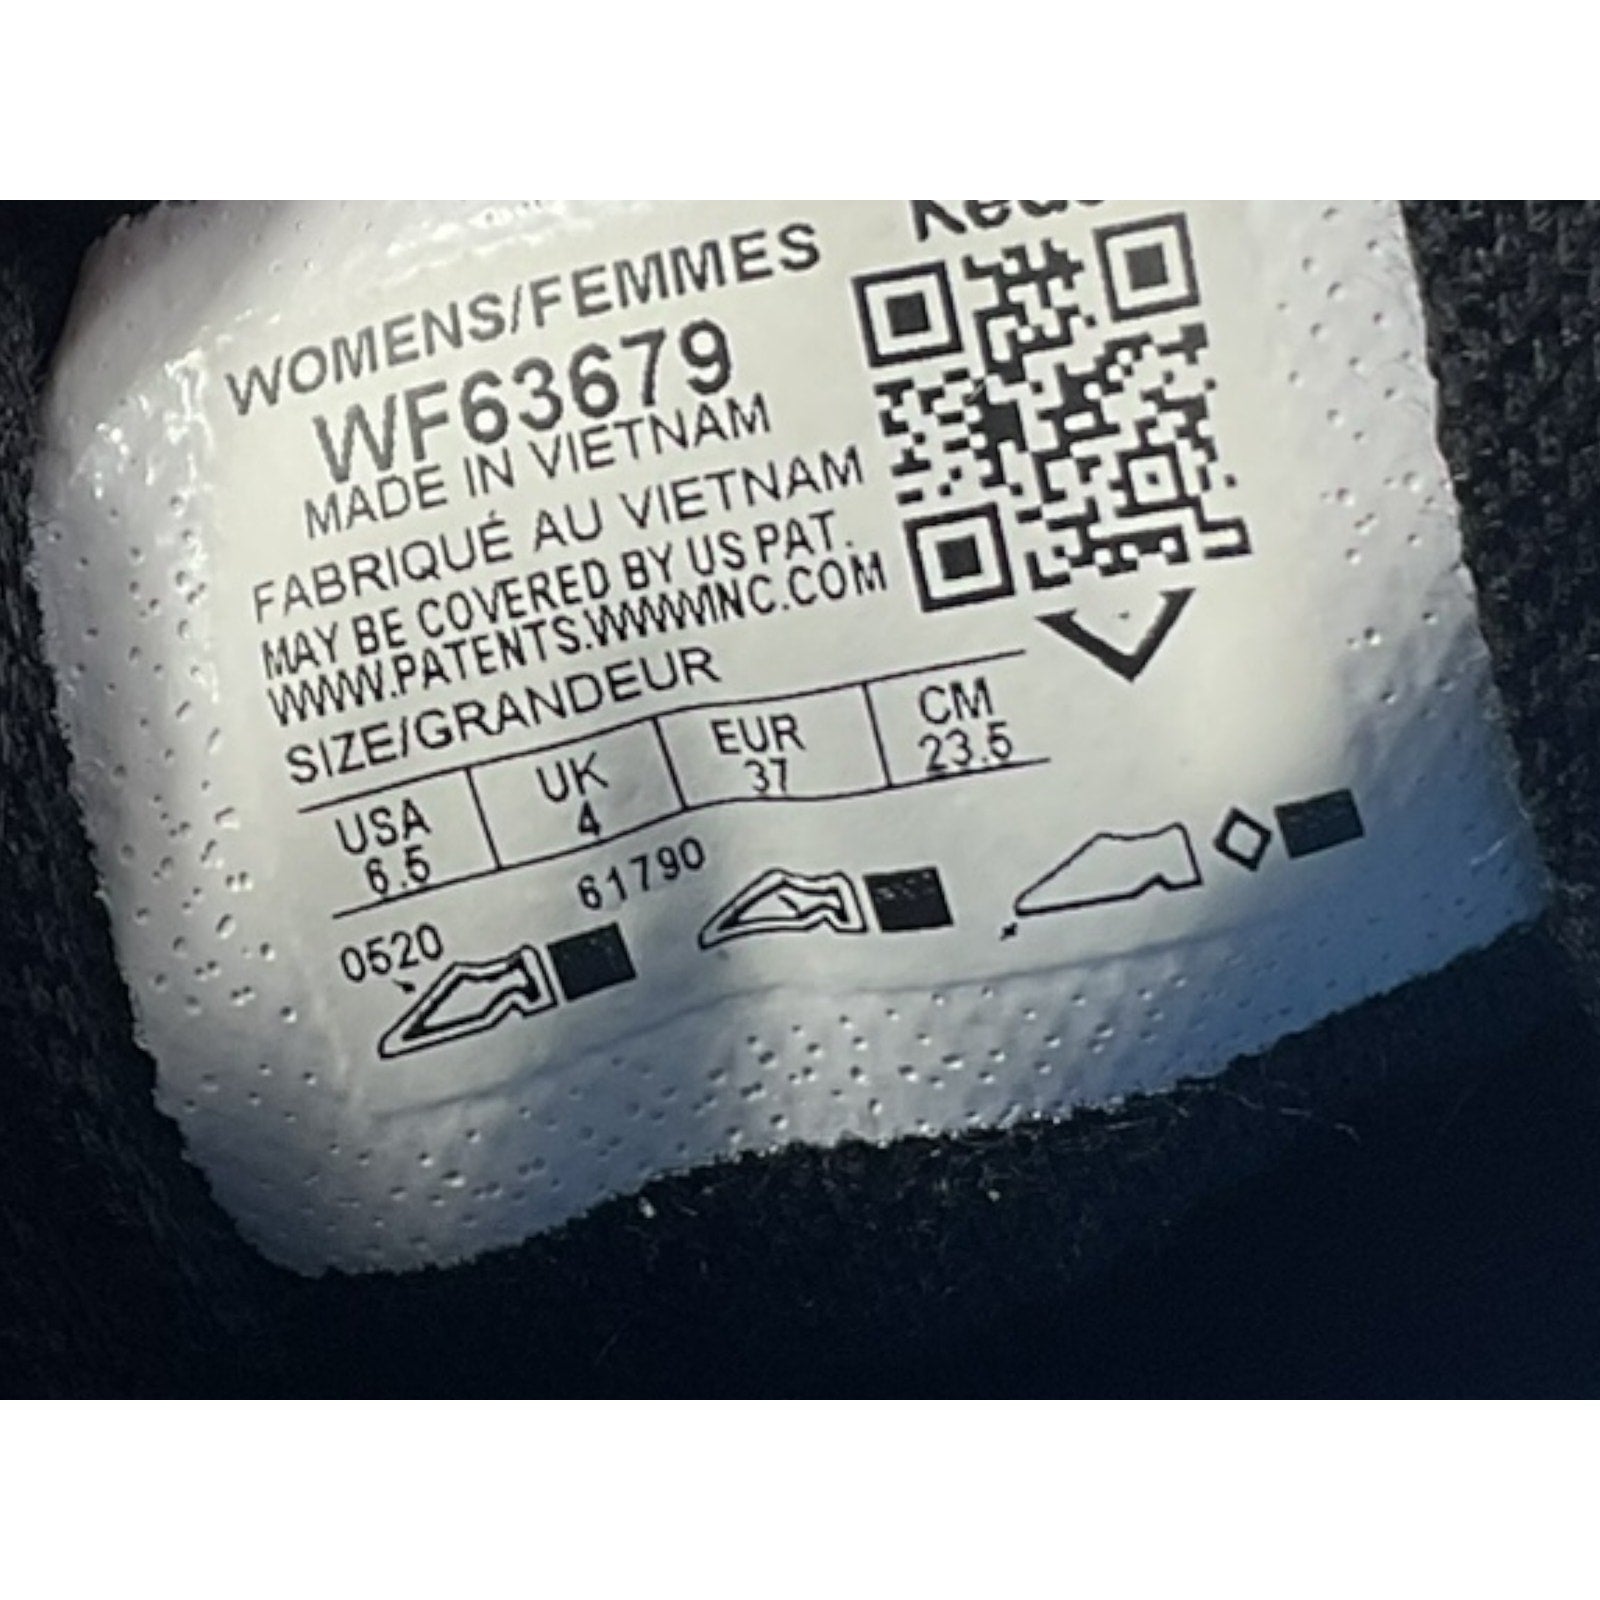 WOMENS/FEMMES
WF63679
MADE IN VIETNAM
FABRIQUÉ AU VIETNAM
MAY BE COVERED BY US PAT.
WWW.PATENTS.WWWINC.COM
SIZE/GRANDEUR
USA UK EUR CM
6.5 4 37 23.5
0520 61790